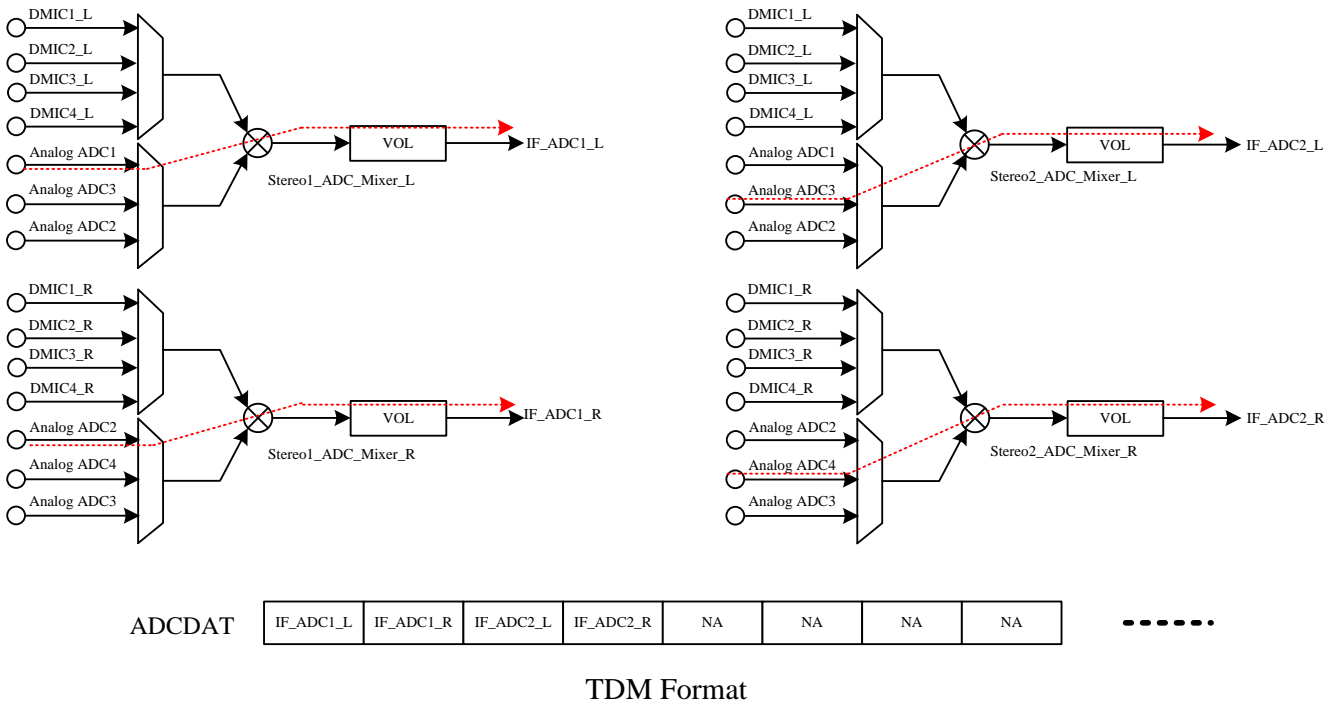 DMIC1_L
DMIC2_L
DMIC3_L
DMIC4_L
Analog ADC1
Analog ADC3
Analog ADC2
VOL
IF_ADC1_L
Stereo1_ADC_Mixer_L
DMIC1_L
DMIC2_L
DMIC3_L
DMIC4_L
Analog ADC1
Analog ADC3
Analog ADC2
VOL
IF_ADC2_L
Stereo2_ADC_Mixer_L
DMIC1_R
DMIC2_R
DMIC3_R
DMIC4_R
Analog ADC2
Analog ADC4
Analog ADC3
VOL
IF_ADC1_R
Stereo1_ADC_Mixer_R
DMIC1_R
DMIC2_R
DMIC3_R
DMIC4_R
Analog ADC2
Analog ADC4
Analog ADC3
VOL
IF_ADC2_R
Stereo2_ADC_Mixer_R
ADCDAT IF_ADC1_L IF_ADC1_R IF_ADC2_L IF_ADC2_R NA NA NA NA
TDM Format